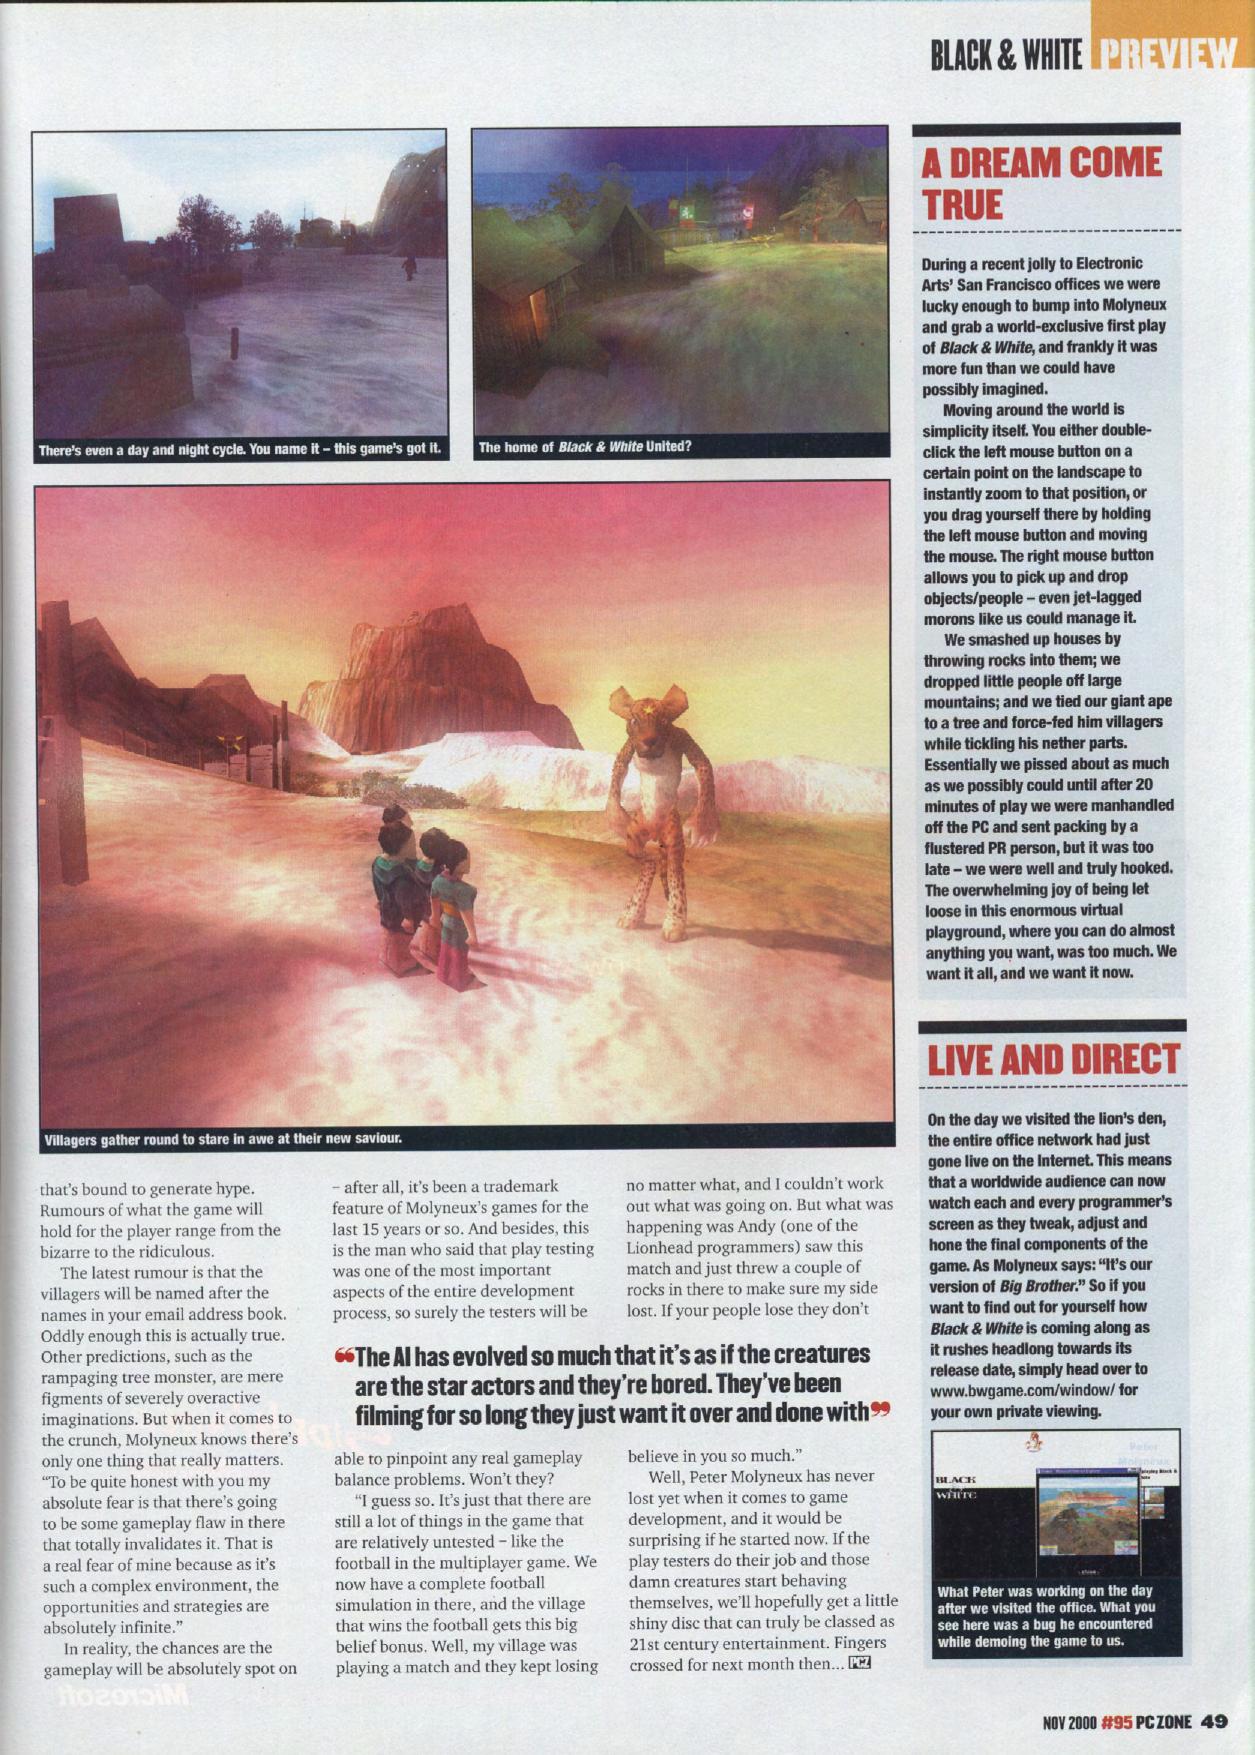 BLACK & WHITE PREVIEW
There's even a day and night cycle. You name it – this game's got it.
The home of Black & White United?
Villagers gather round to stare in awe at their new saviour.
that's bound to generate hype.
Rumours of what the game will
hold for the player range from the
bizarre to the ridiculous.
The latest rumour is that the
villagers will be named after the
names in your email address book.
Oddly enough this is actually true.
Other predictions, such as the
rampaging tree monster, are mere
figments of severely overactive
imaginations. But when it comes to
the crunch, Molyneux knows there's
only one thing that really matters.
"To be quite honest with you my
absolute fear is that there's going
to be some gameplay flaw in there
that totally invalidates it. That is
a real fear of mine because as it's
such a complex environment, the
opportunities and strategies are
absolutely infinite."
In reality, the chances are the
gameplay will be absolutely spot on
– after all, it's been a trademark
feature of Molyneux's games for the
last 15 years or so. And besides, this
is the man who said that play testing
was one of the most important
aspects of the entire development
process, so surely the testers will be
able to pinpoint any real gameplay
balance problems. Won't they?
"I guess so. It's just that there are
still a lot of things in the game that
are relatively untested – like the
football in the multiplayer game. We
now have a complete football
simulation in there, and the village
that wins the football gets this big
belief bonus. Well, my village was
playing a match and they kept losing
no matter what, and I couldn't work
out what was going on. But what was
happening was Andy (one of the
Lionhead programmers) saw this
match and just threw a couple of
rocks in there to make sure my side
lost. If your people lose they don't
believe in you so much."
Well, Peter Molyneux has never
lost yet when it comes to game
development, and it would be
surprising if he started now. If the
play testers do their job and those
damn creatures start behaving
themselves, we'll hopefully get a little
shiny disc that can truly be classed as
21st century entertainment. Fingers
crossed for next month then... PCZ
“The AI has evolved so much that it's as if the creatures
are the star actors and they're bored. They've been
filming for so long they just want it over and done with”
A DREAM COME
TRUE
During a recent jolly to Electronic
Arts' San Francisco offices we were
lucky enough to bump into Molyneux
and grab a world-exclusive first play
of Black & White, and frankly it was
more fun than we could have
possibly imagined.
Moving around the world is
simplicity itself. You either double-
click the left mouse button on a
certain point on the landscape to
instantly zoom to that position, or
you drag yourself there by holding
the left mouse button and moving
the mouse. The right mouse button
allows you to pick up and drop
objects/people – even jet-lagged
morons like us could manage it.
We smashed up houses by
throwing rocks into them; we
dropped little people off large
mountains; and we tied our giant ape
to a tree and force-fed him villagers
while tickling his nether parts.
Essentially we pissed about as much
as we possibly could until after 20
minutes of play we were manhandled
off the PC and sent packing by a
flustered PR person, but it was too
late – we were well and truly hooked.
The overwhelming joy of being let
loose in this enormous virtual
playground, where you can do almost
anything you want, was too much. We
want it all, and we want it now.
LIVE AND DIRECT
On the day we visited the lion's den,
the entire office network had just
gone live on the Internet. This means
that a worldwide audience can now
watch each and every programmer's
screen as they tweak, adjust and
hone the final components of the
game. As Molyneux says: "It's our
version of Big Brother." So if you
want to find out for yourself how
Black & White is coming along as
it rushes headlong towards its
release date, simply head over to
www.bwgame.com/window/ for
your own private viewing.
Peter
Molyneux
BLACK
WHITE
What Peter was working on the day
after we visited the office. What you
see here was a bug he encountered
while demoing the game to us.
NOV 2000 #95 PC ZONE 49